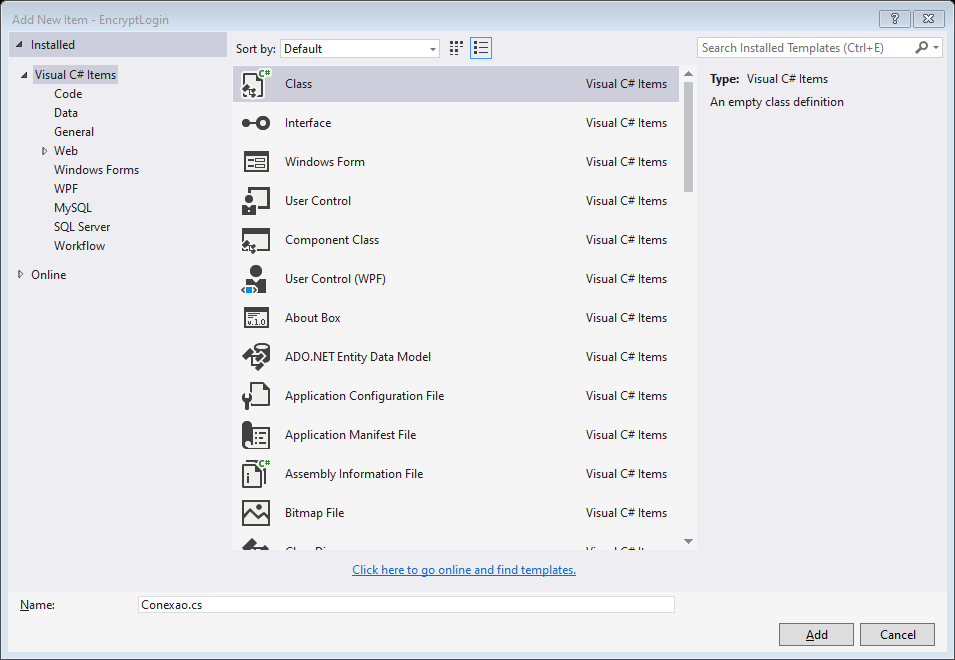 Add New Item - EncryptLogin
Installed
Sort by: Default
Search Installed Templates (Ctrl+E)
Visual C# Items
Code
Data
General
Web
Windows Forms
WPF
MySQL
SQL Server
Workflow
Online
Class Visual C# Items
Interface Visual C# Items
Windows Form Visual C# Items
User Control Visual C# Items
Component Class Visual C# Items
User Control (WPF) Visual C# Items
About Box Visual C# Items
ADO.NET Entity Data Model Visual C# Items
Application Configuration File Visual C# Items
Application Manifest File Visual C# Items
Assembly Information File Visual C# Items
Bitmap File Visual C# Items
Type: Visual C# Items
An empty class definition
Click here to go online and find templates.
Name: Conexao.cs
Add Cancel